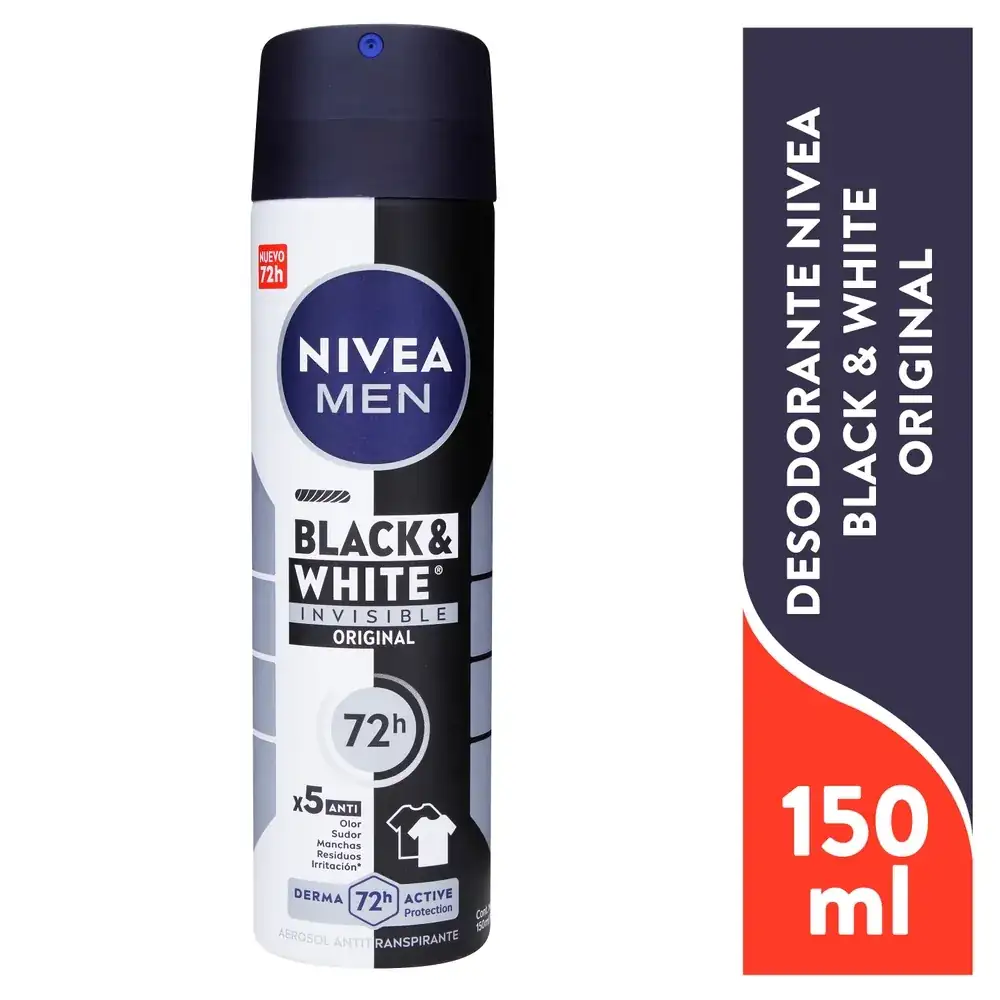 NUEVO
72h
NIVEA
MEN
BLACK &
WHITE®
INVISIBLE
ORIGINAL
72h
x5 ANTI
Olor
Sudor
Manchas
Residuos
Irritación*
DERMA 72h ACTIVE
Protection
AEROSOL ANTITRANSPIRANTE
DESODORANTE NIVEA
BLACK & WHITE
ORIGINAL
150
ml